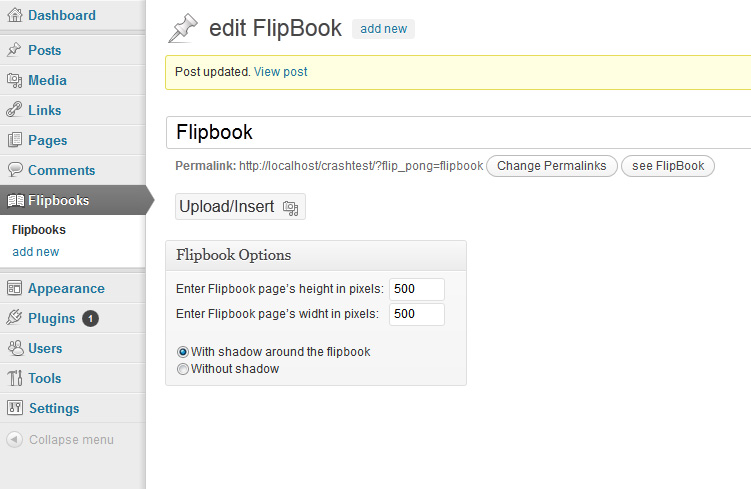 Dashboard
Posts
Media
Links
Pages
Comments
Flipbooks
Flipbooks
add new
Appearance
Plugins 1
Users
Tools
Settings
Collapse menu
edit FlipBook add new
Post updated. View post
Flipbook
Permalink: http://localhost/crashtest/?flip_pong=flipbook Change Permalinks see FlipBook
Upload/Insert
Flipbook Options
Enter Flipbook page's height in pixels: 500
Enter Flipbook page's widht in pixels: 500
With shadow around the flipbook
Without shadow